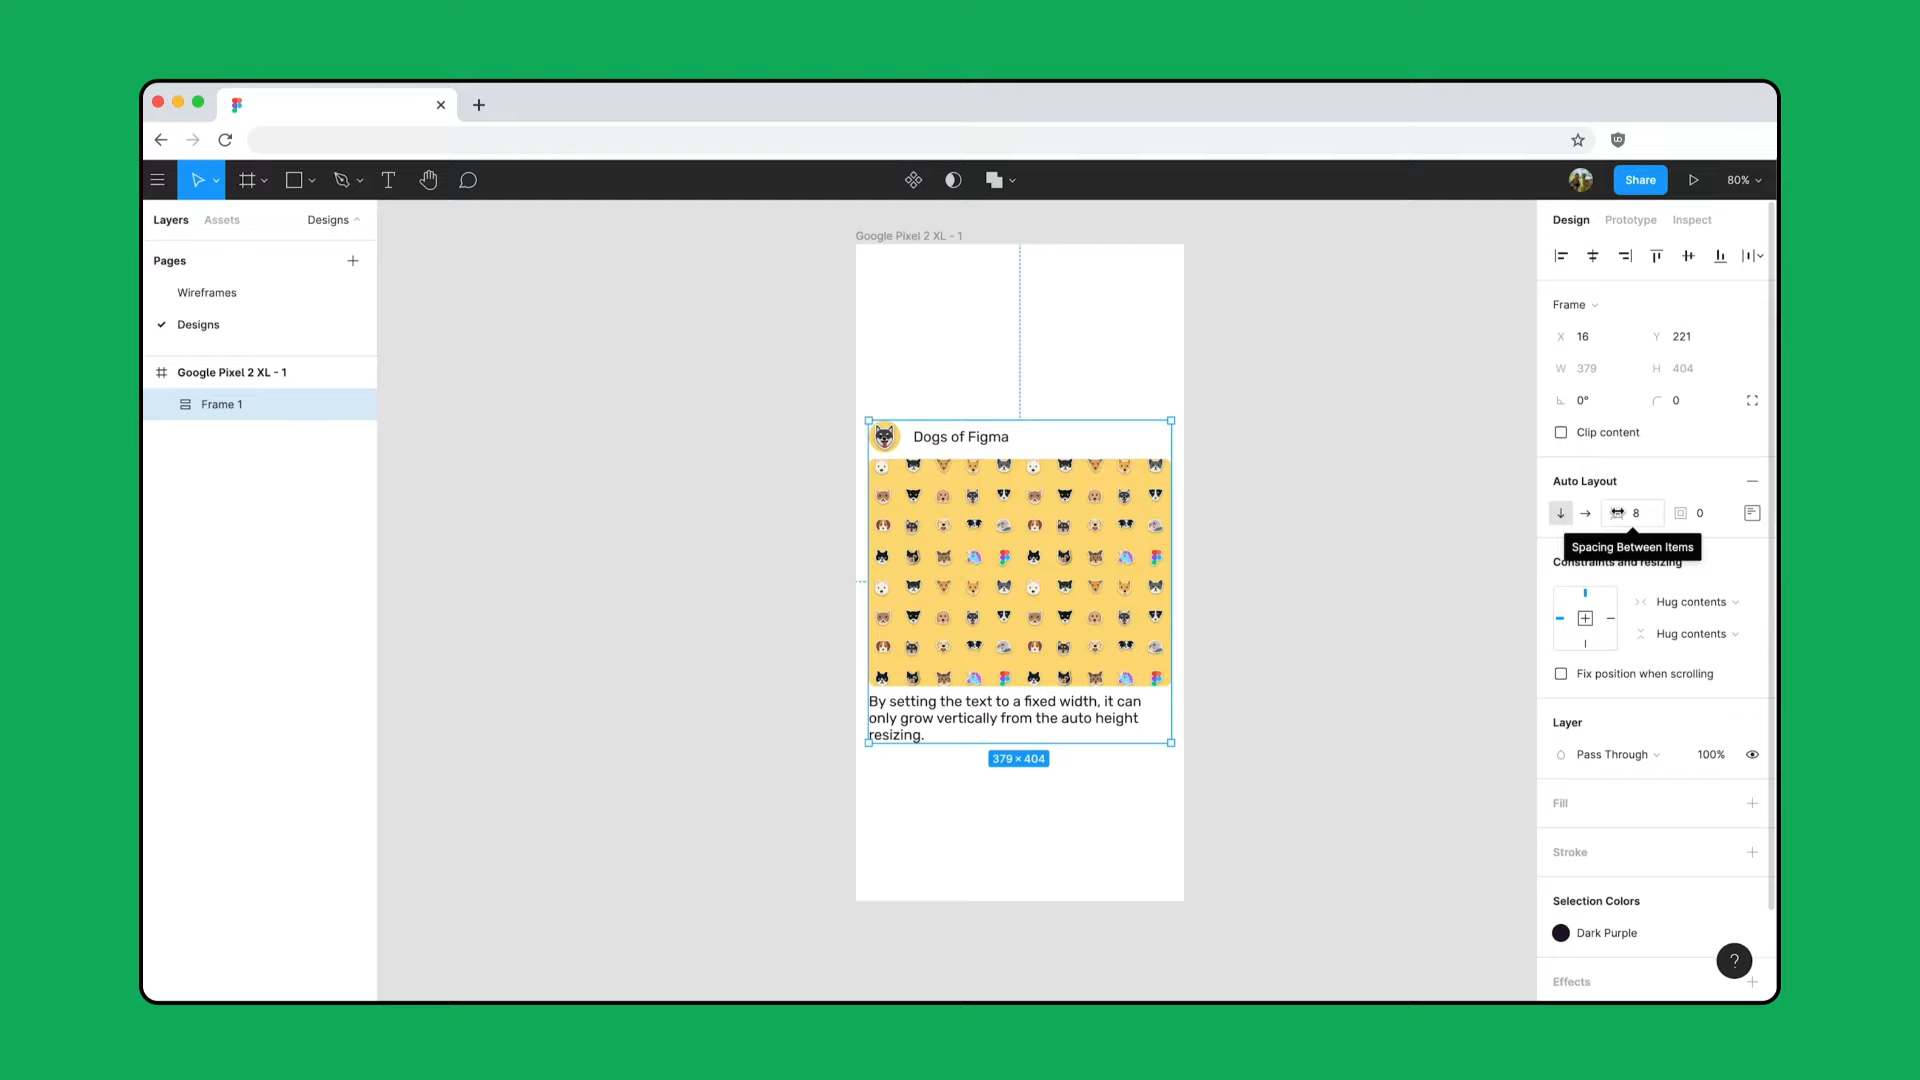 Share
80%
Layers
Assets
Designs
Pages
Wireframes
Designs
Google Pixel 2 XL - 1
Frame 1
Google Pixel 2 XL - 1
Dogs of Figma
By setting the text to a fixed width, it can
only grow vertically from the auto height
resizing.
379 × 404
Design
Prototype
Inspect
Frame
X 16
Y 221
W 379
H 404
0°
0
Clip content
Auto Layout
8
0
Spacing Between Items
Constraints and resizing
Hug contents
Hug contents
Fix position when scrolling
Layer
Pass Through
100%
Fill
Stroke
Selection Colors
Dark Purple
?
Effects